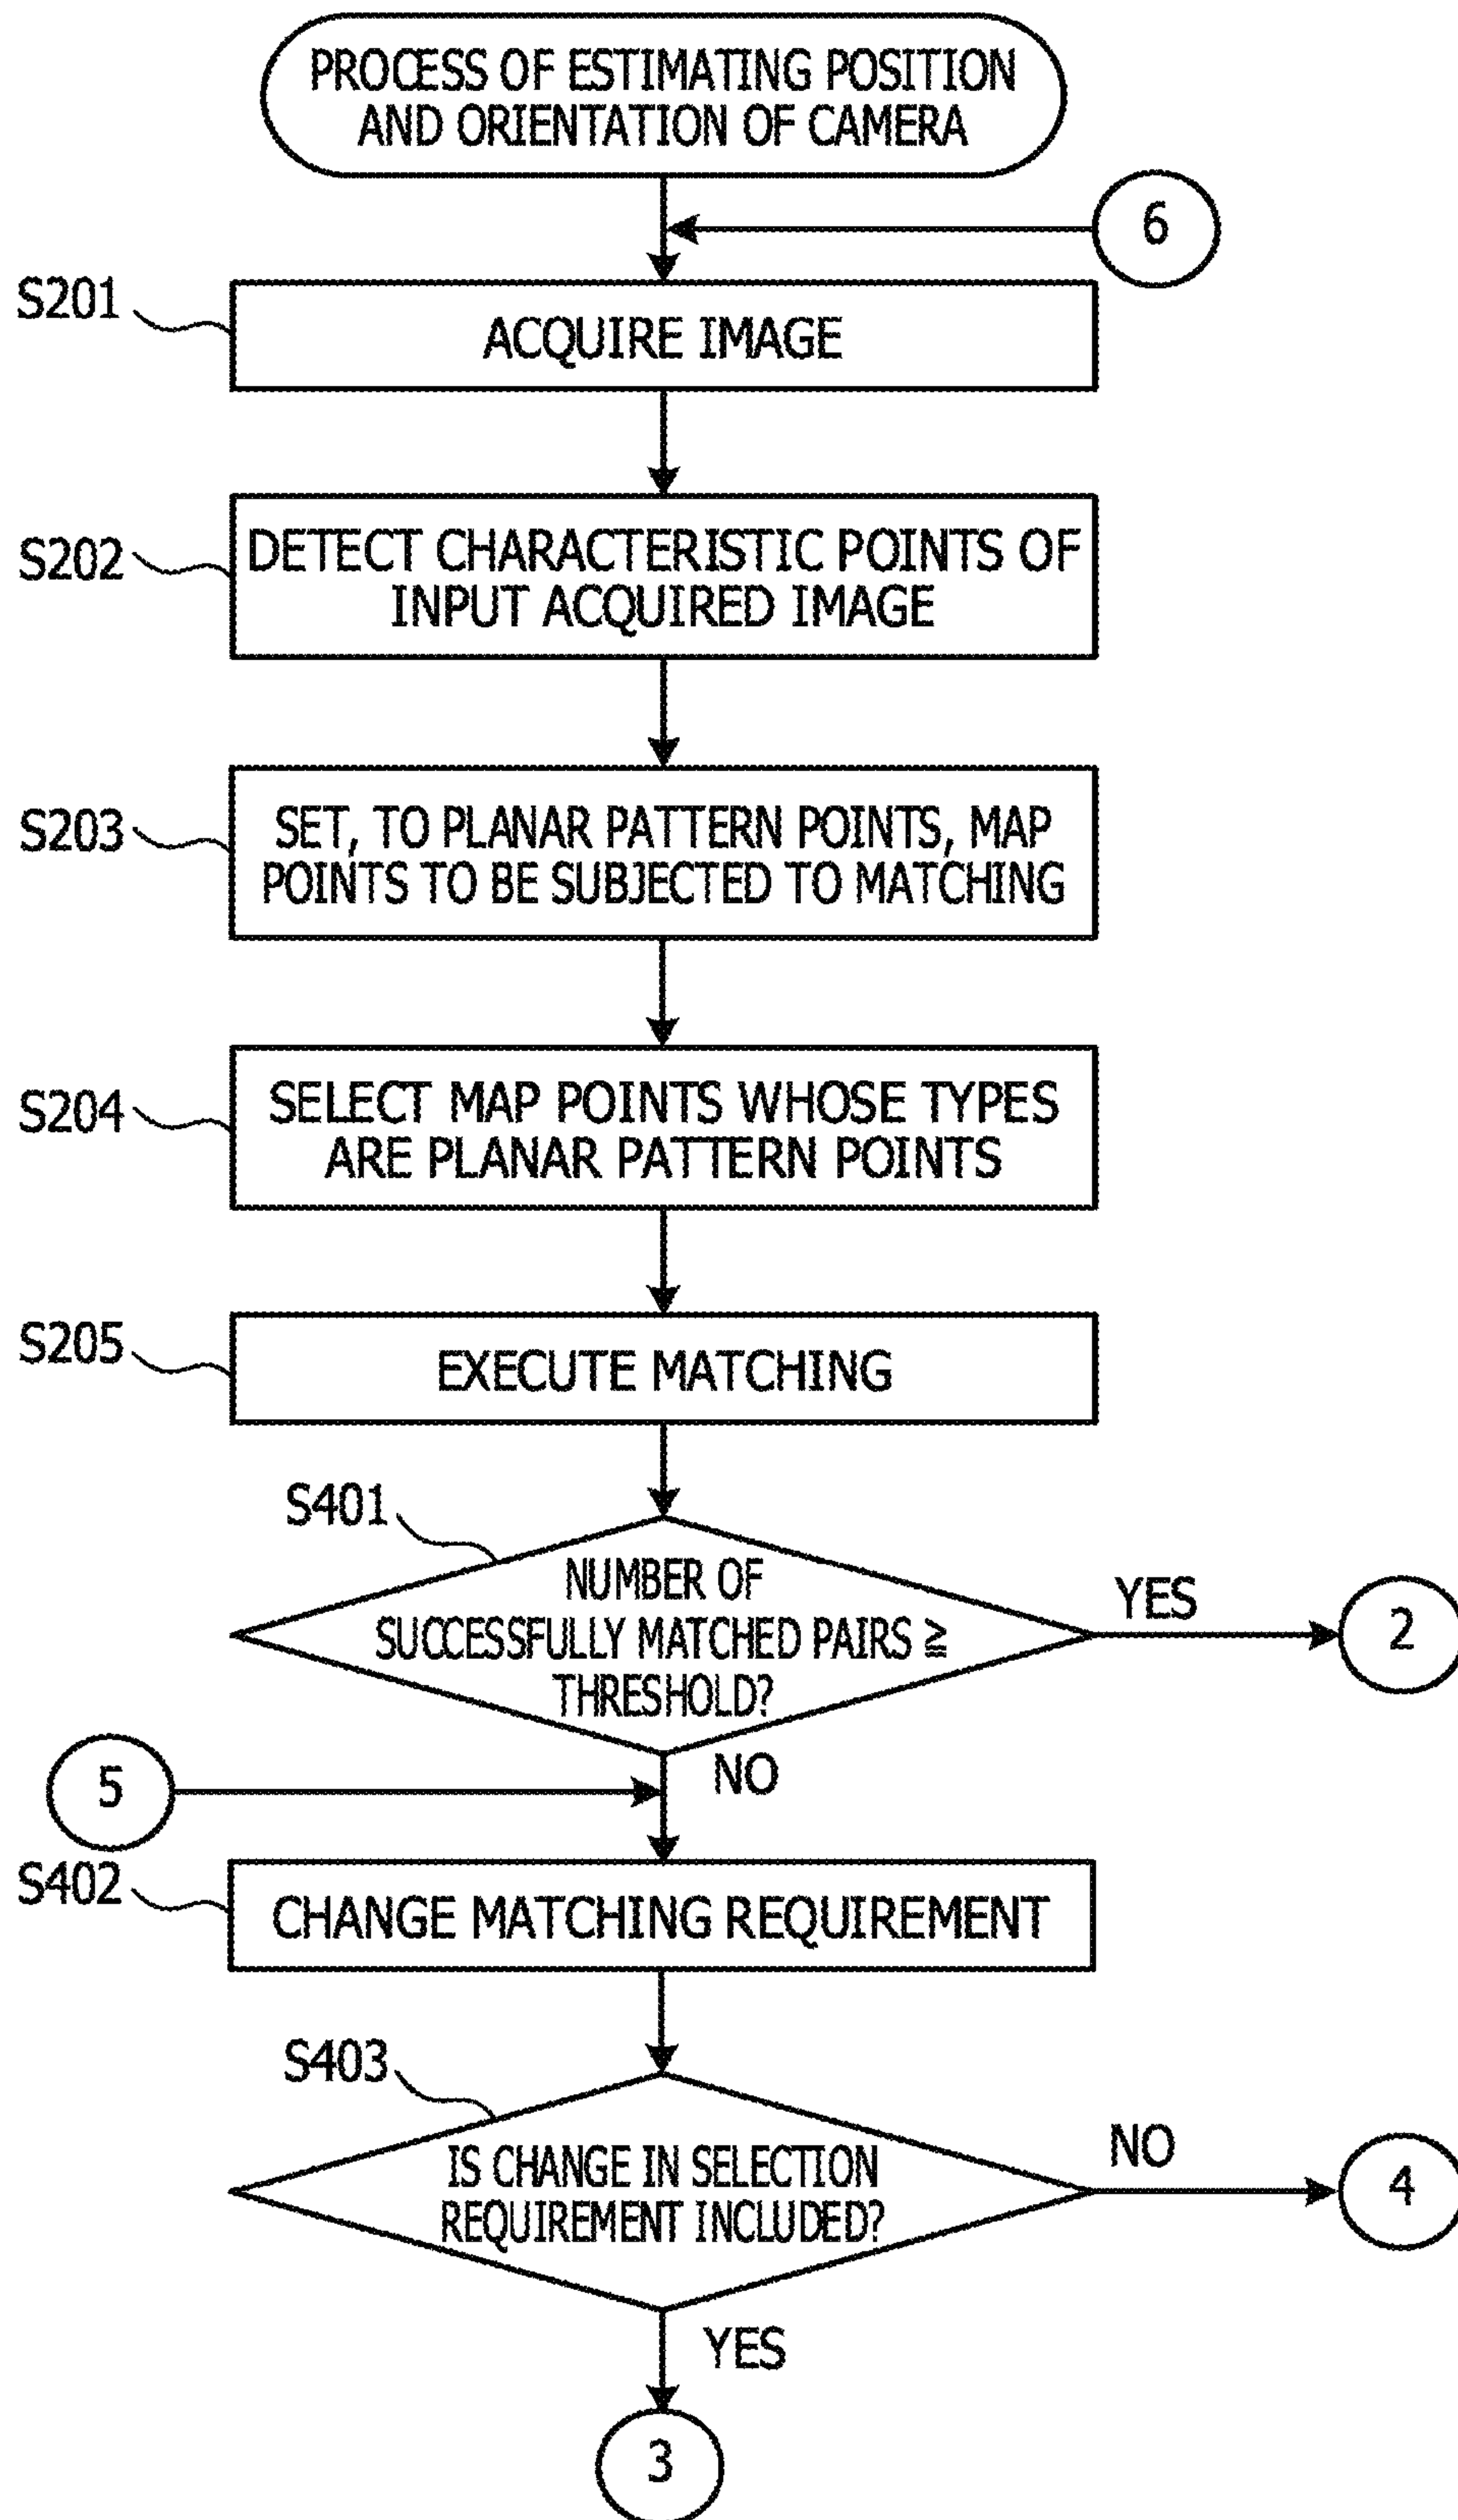 PROCESS OF ESTIMATING POSITION
AND ORIENTATION OF CAMERA
6
S201
ACQUIRE IMAGE
S202
DETECT CHARACTERISTIC POINTS OF
INPUT ACQUIRED IMAGE
S203
SET, TO PLANAR PATTERN POINTS, MAP
POINTS TO BE SUBJECTED TO MATCHING
S204
SELECT MAP POINTS WHOSE TYPES
ARE PLANAR PATTERN POINTS
S205
EXECUTE MATCHING
S401
NUMBER OF
SUCCESSFULLY MATCHED PAIRS ≧
THRESHOLD?
YES
2
NO
5
S402
CHANGE MATCHING REQUIREMENT
S403
IS CHANGE IN SELECTION
REQUIREMENT INCLUDED?
NO
4
YES
3